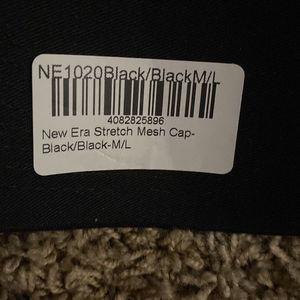 NE1020Black/BlackM/L
4082825896
New Era Stretch Mesh Cap-
Black/Black-M/L